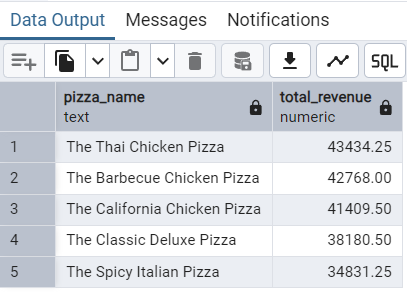 Data Output Messages Notifications
SQL
pizza_name total_revenue
text numeric
1 The Thai Chicken Pizza 43434.25
2 The Barbecue Chicken Pizza 42768.00
3 The California Chicken Pizza 41409.50
4 The Classic Deluxe Pizza 38180.50
5 The Spicy Italian Pizza 34831.25